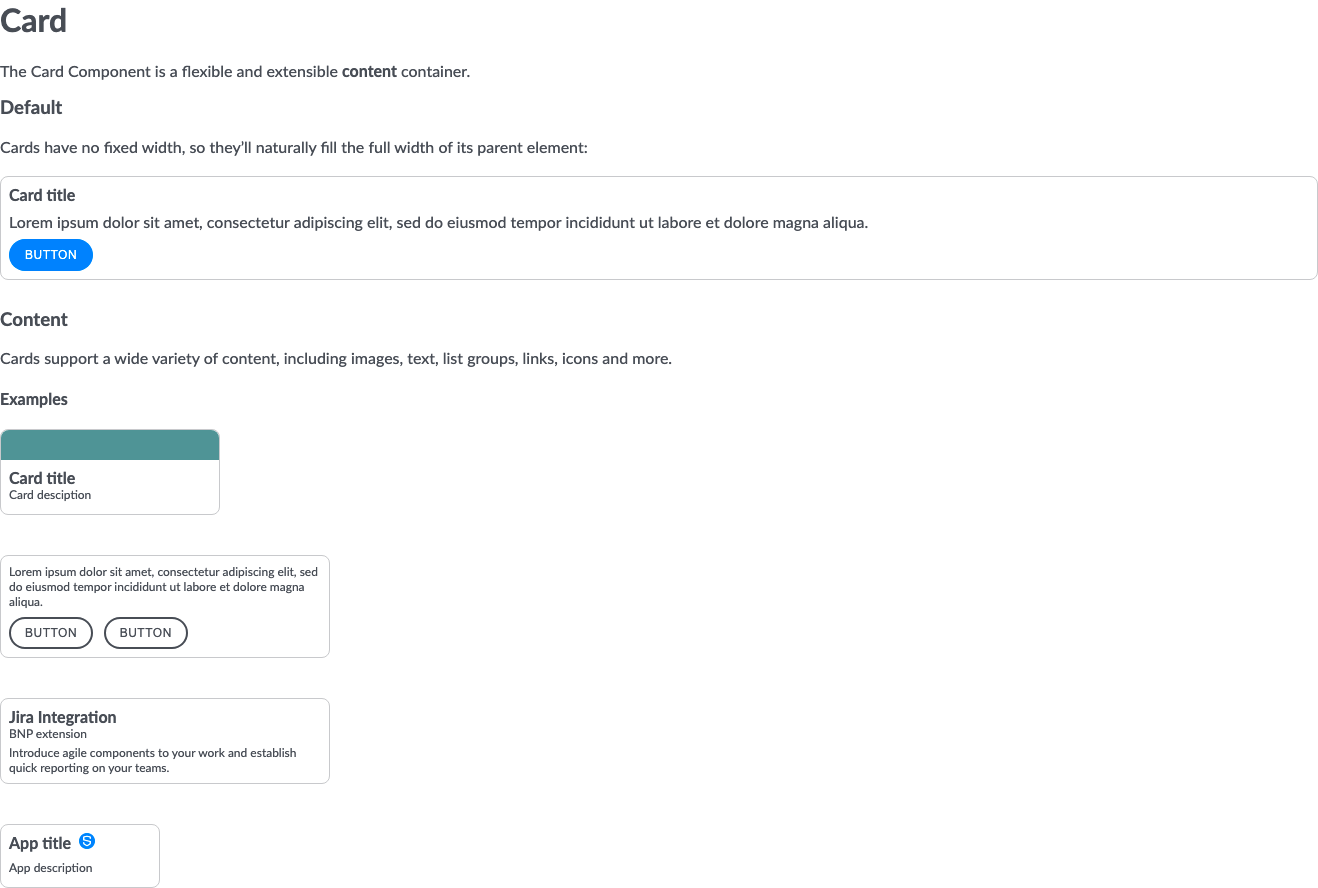 Card
The Card Component is a flexible and extensible content container.
Default
Cards have no fixed width, so they'll naturally fill the full width of its parent element:
Card title
Lorem ipsum dolor sit amet, consectetur adipiscing elit, sed do eiusmod tempor incididunt ut labore et dolore magna aliqua.
BUTTON
Content
Cards support a wide variety of content, including images, text, list groups, links, icons and more.
Examples
Card title
Card desciption
Lorem ipsum dolor sit amet, consectetur adipiscing elit, sed
do eiusmod tempor incididunt ut labore et dolore magna
aliqua.
BUTTON BUTTON
Jira Integration
BNP extension
Introduce agile components to your work and establish
quick reporting on your teams.
App title S
App description